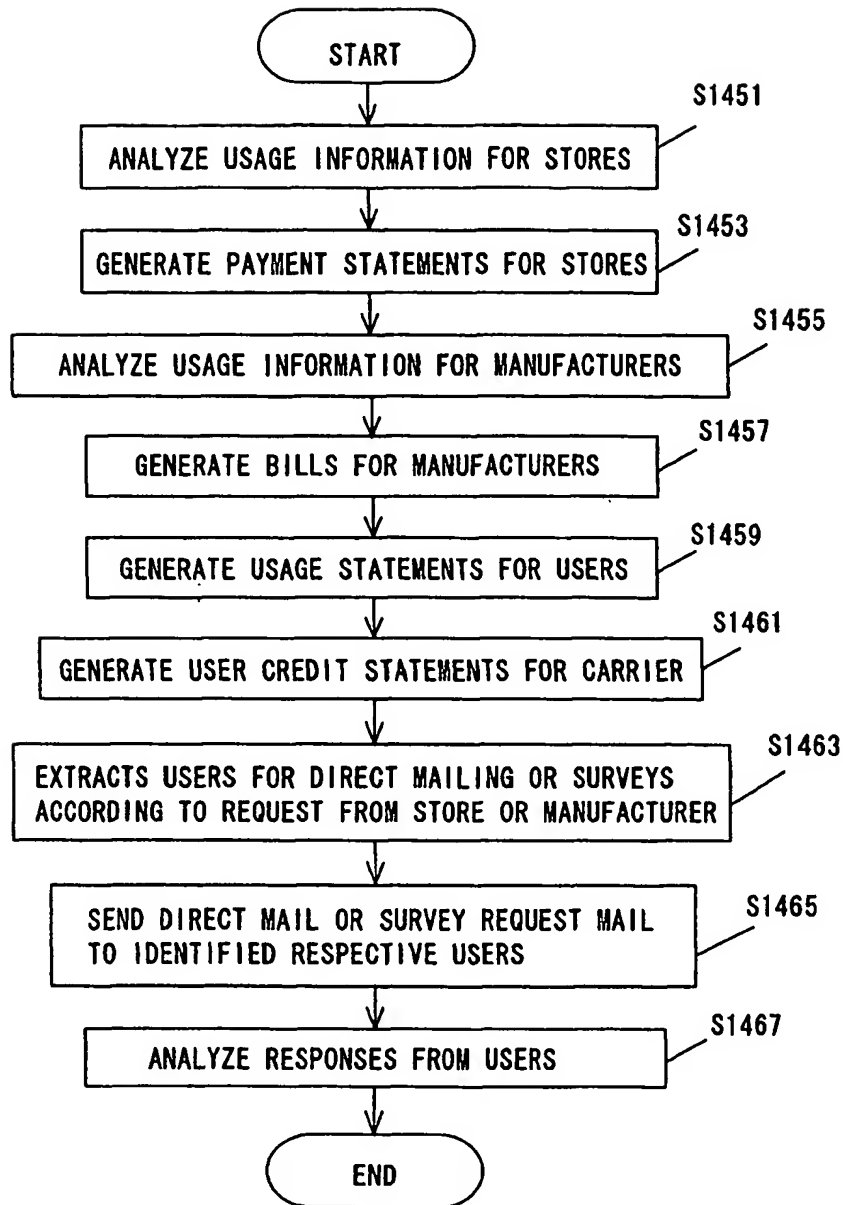 START
S1451
ANALYZE USAGE INFORMATION FOR STORES
S1453
GENERATE PAYMENT STATEMENTS FOR STORES
S1455
ANALYZE USAGE INFORMATION FOR MANUFACTURERS
S1457
GENERATE BILLS FOR MANUFACTURERS
S1459
GENERATE USAGE STATEMENTS FOR USERS
S1461
GENERATE USER CREDIT STATEMENTS FOR CARRIER
S1463
EXTRACTS USERS FOR DIRECT MAILING OR SURVEYS
ACCORDING TO REQUEST FROM STORE OR MANUFACTURER
S1465
SEND DIRECT MAIL OR SURVEY REQUEST MAIL
TO IDENTIFIED RESPECTIVE USERS
S1467
ANALYZE RESPONSES FROM USERS
END